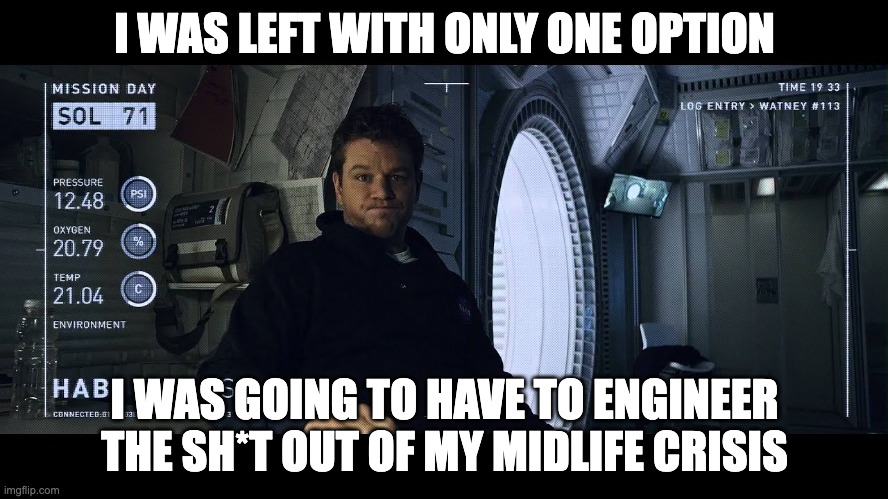 I WAS LEFT WITH ONLY ONE OPTION
MISSION DAY
SOL 71
TIME 19 33
LOG ENTRY > WATNEY #113
PRESSURE
12.48 PSI
OXYGEN
20.79 %
TEMP
21.04 C
ENVIRONMENT
HAB
CONNECTED
I WAS GOING TO HAVE TO ENGINEER
THE SH*T OUT OF MY MIDLIFE CRISIS
imgflip.com